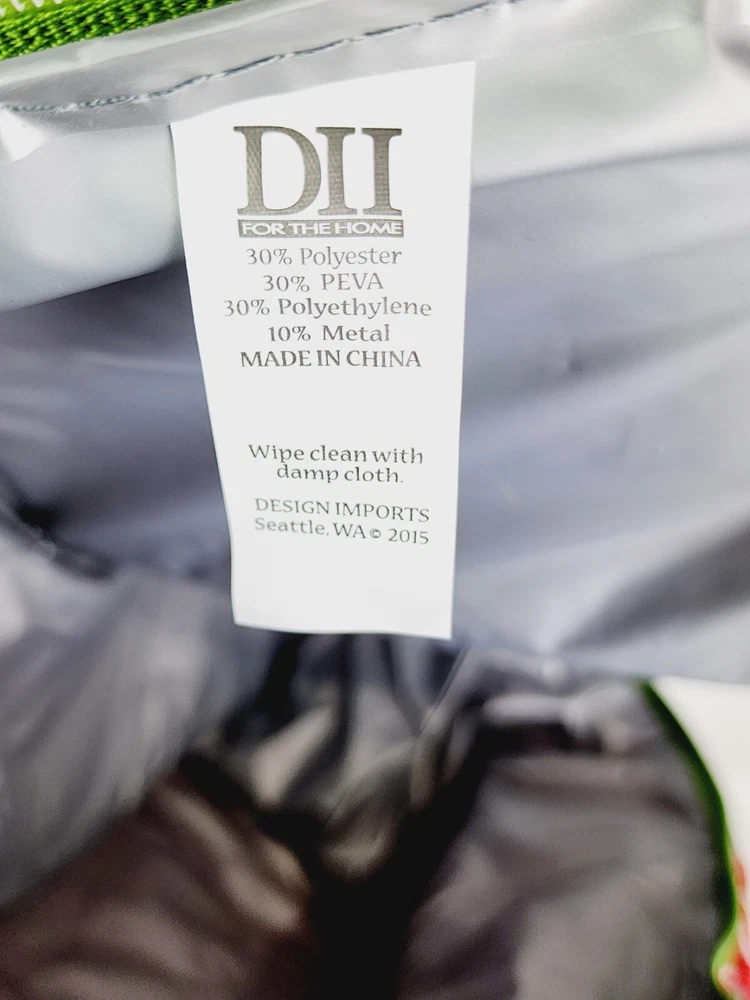 DII
FOR THE HOME
30% Polyester
30% PEVA
30% Polyethylene
10% Metal
MADE IN CHINA
Wipe clean with
damp cloth.
DESIGN IMPORTS
Seattle, WA © 2015